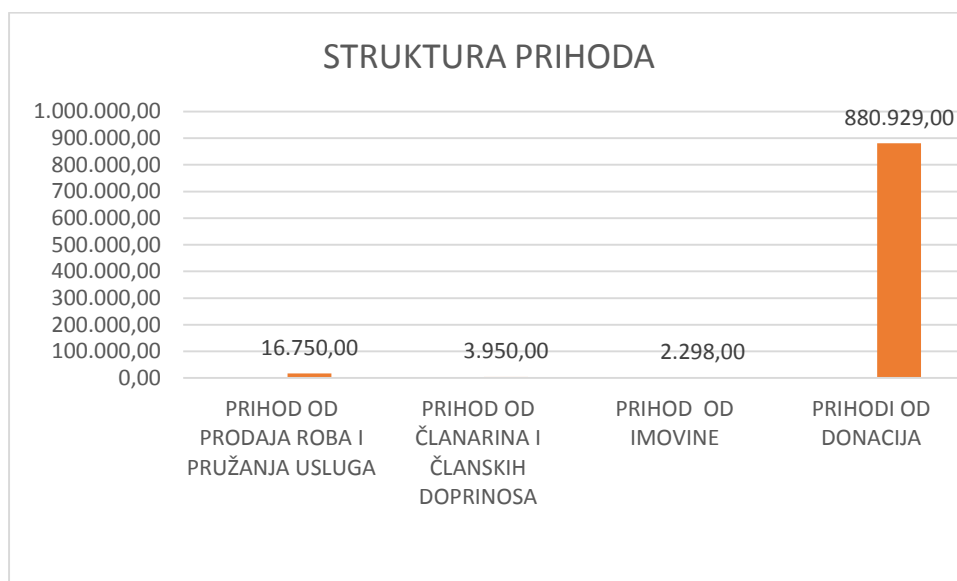 STRUKTURA PRIHODA
1.000.000,00
900.000,00
800.000,00
700.000,00
600.000,00
500.000,00
400.000,00
300.000,00
200.000,00
100.000,00
0,00
16.750,00
3.950,00
2.298,00
880.929,00
PRIHOD OD
PRODAJA ROBA I
PRUŽANJA USLUGA
PRIHOD OD
ČLANARINA I
ČLANSKIH
DOPRINOSA
PRIHOD OD
IMOVINE
PRIHODI OD
DONACIJA